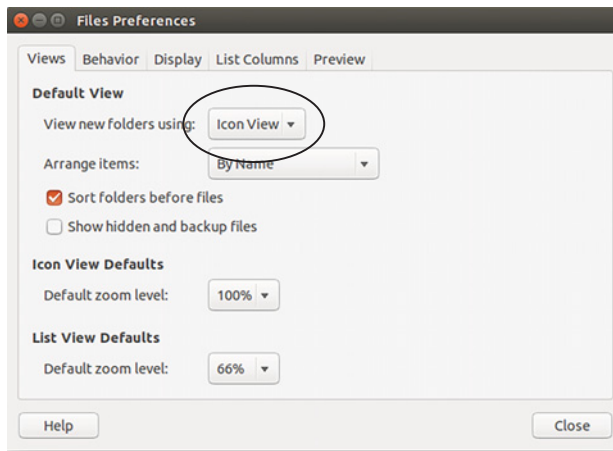 Files Preferences
Views Behavior Display List Columns Preview
Default View
View new folders using: Icon View
Arrange items: By Name
Sort folders before files
Show hidden and backup files
Icon View Defaults
Default zoom level: 100%
List View Defaults
Default zoom level: 66%
Help Close